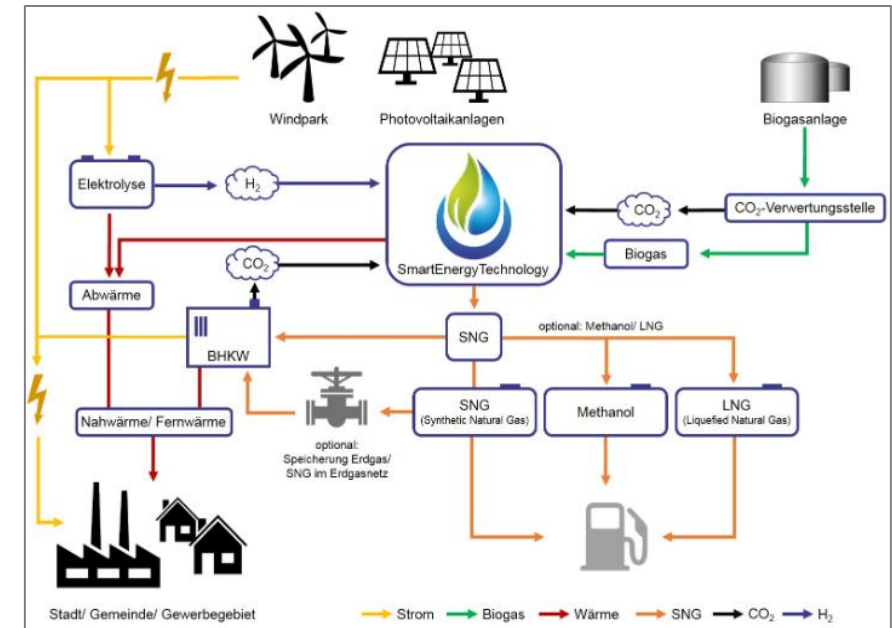 Windpark
Photovoltaikanlagen
Biogasanlage
Elektrolyse
H₂
CO₂
CO₂-Verwertungsstelle
SmartEnergyTechnology
Biogas
CO₂
Abwärme
BHKW
SNG
optional: Methanol/ LNG
SNG
(Synthetic Natural Gas)
Methanol
LNG
(Liquefied Natural Gas)
Nahwärme/ Fernwärme
optional:
Speicherung Erdgas/
SNG im Erdgasnetz
Stadt/ Gemeinde/ Gewerbegebiet
Strom
Biogas
Wärme
SNG
CO₂
H₂